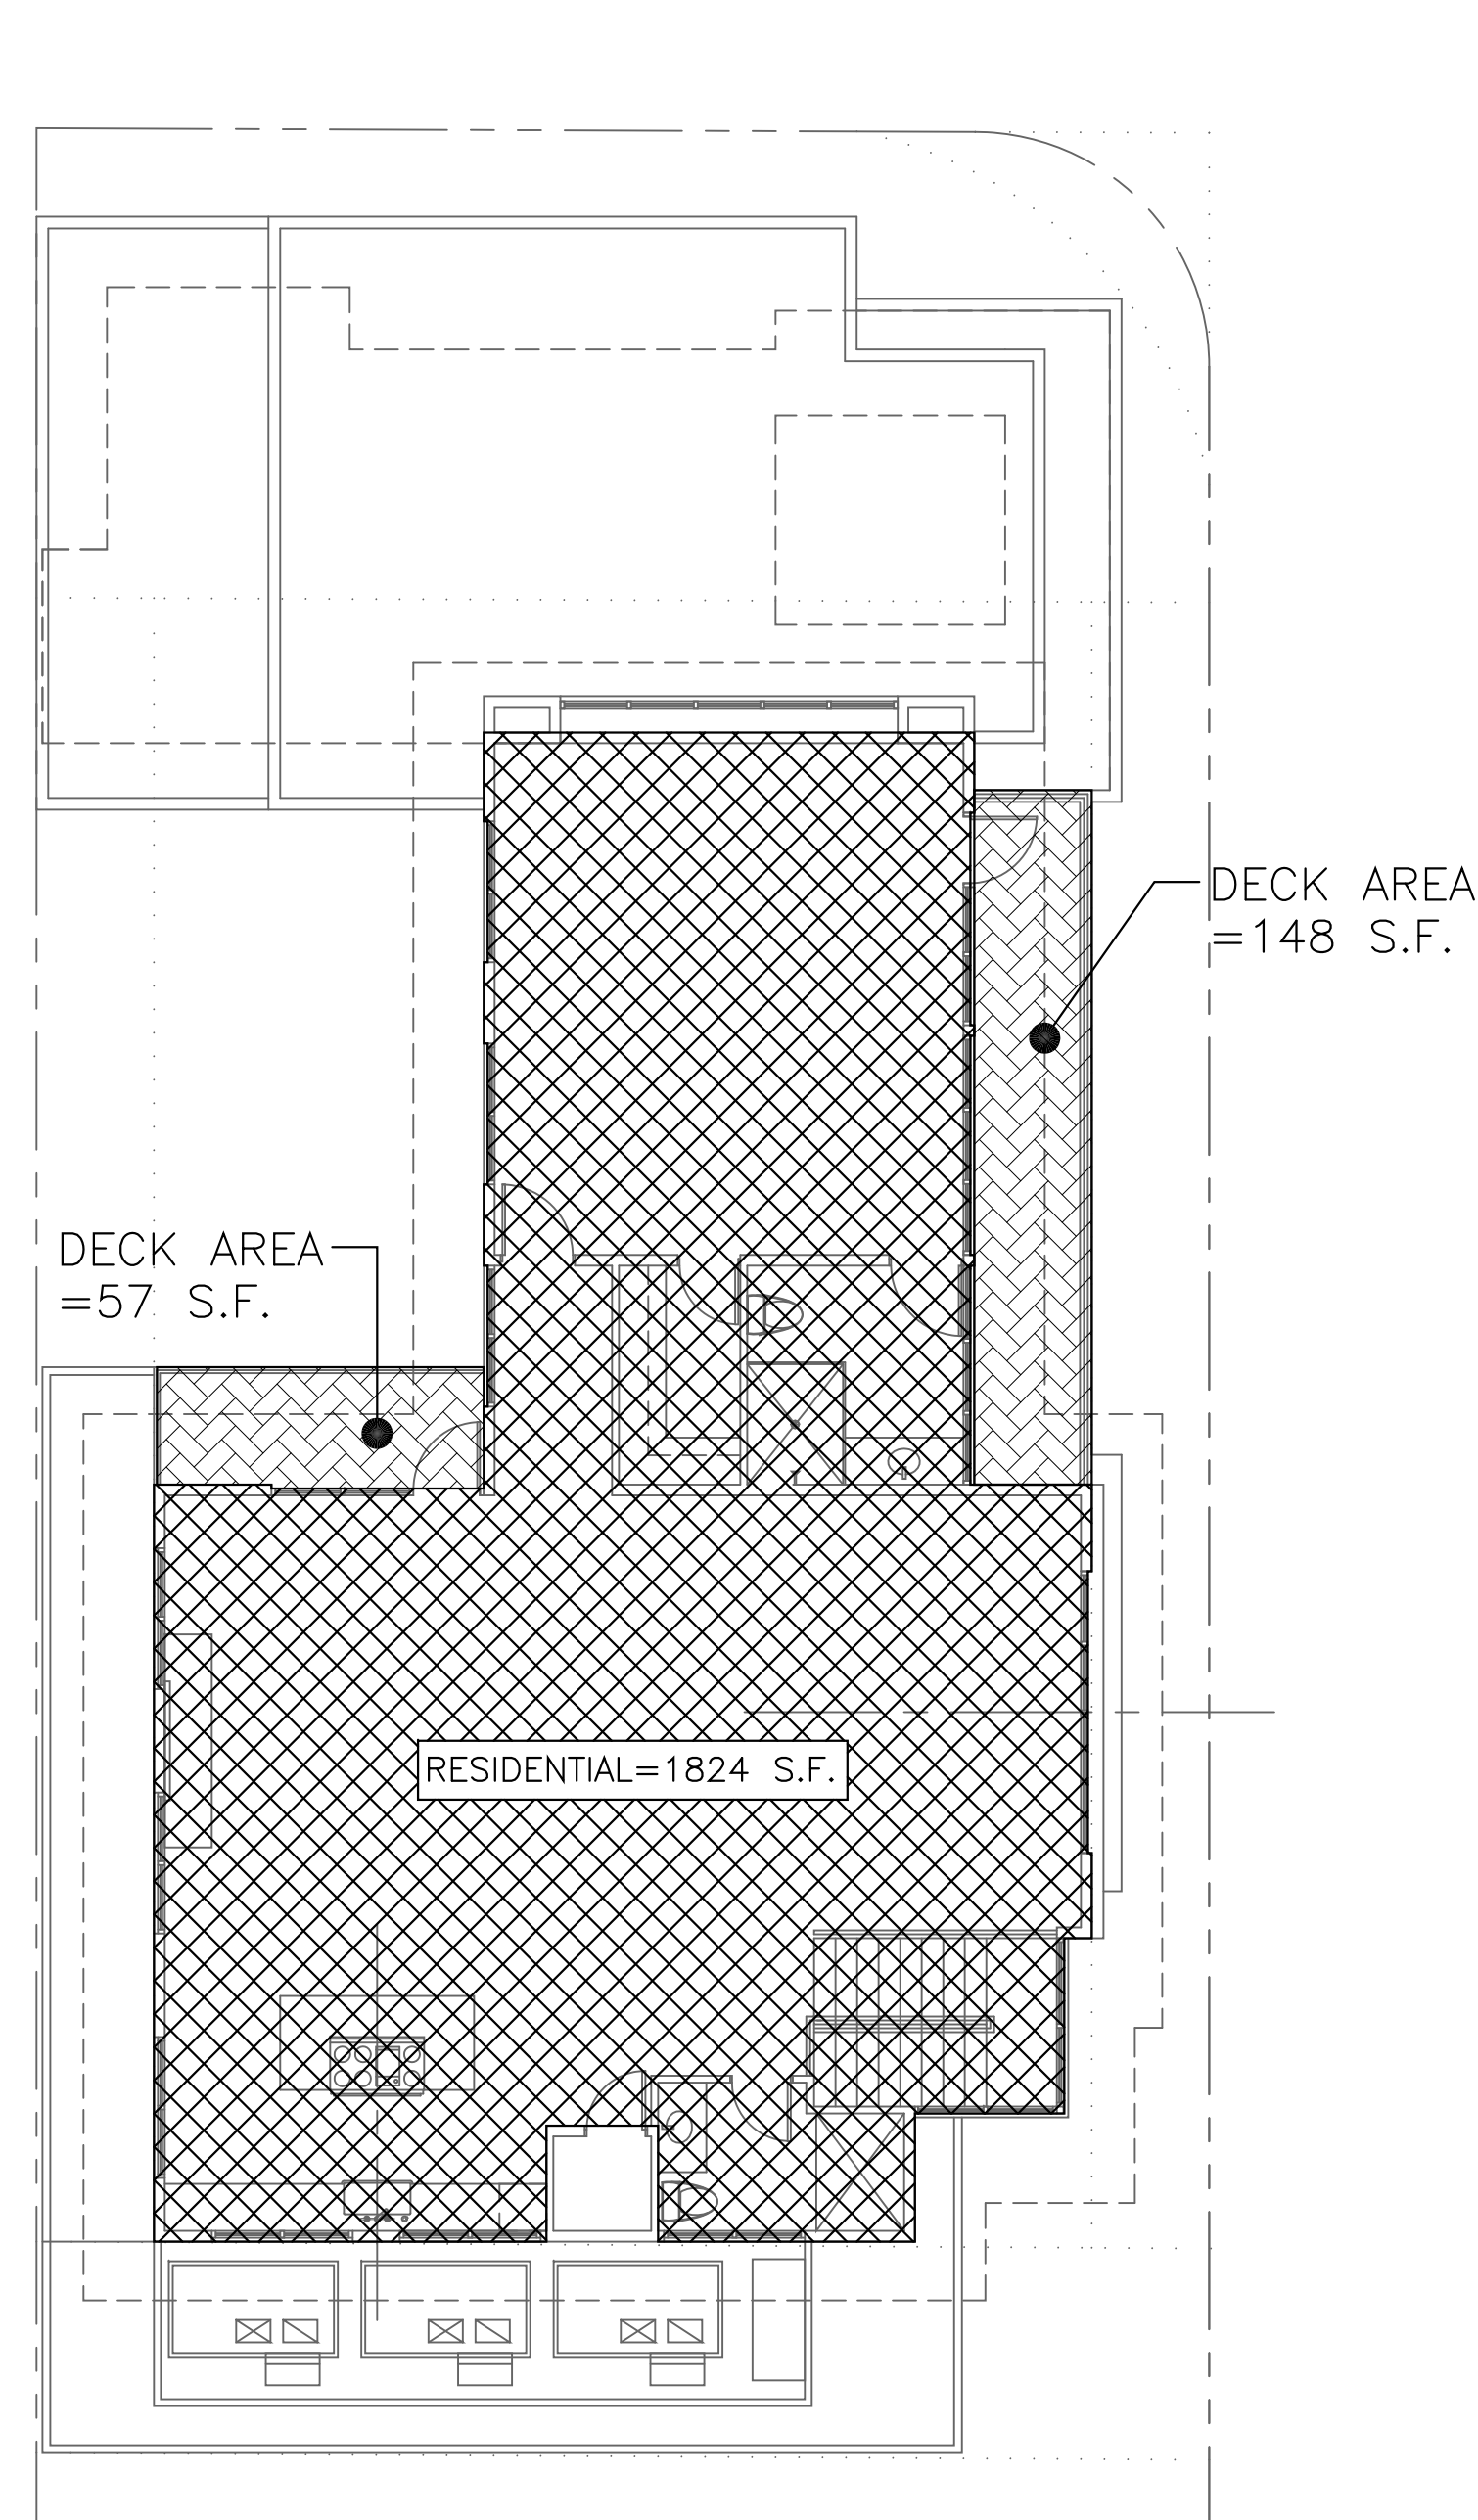 DECK AREA
=148 S.F.
DECK AREA
=57 S.F.
RESIDENTIAL=1824 S.F.